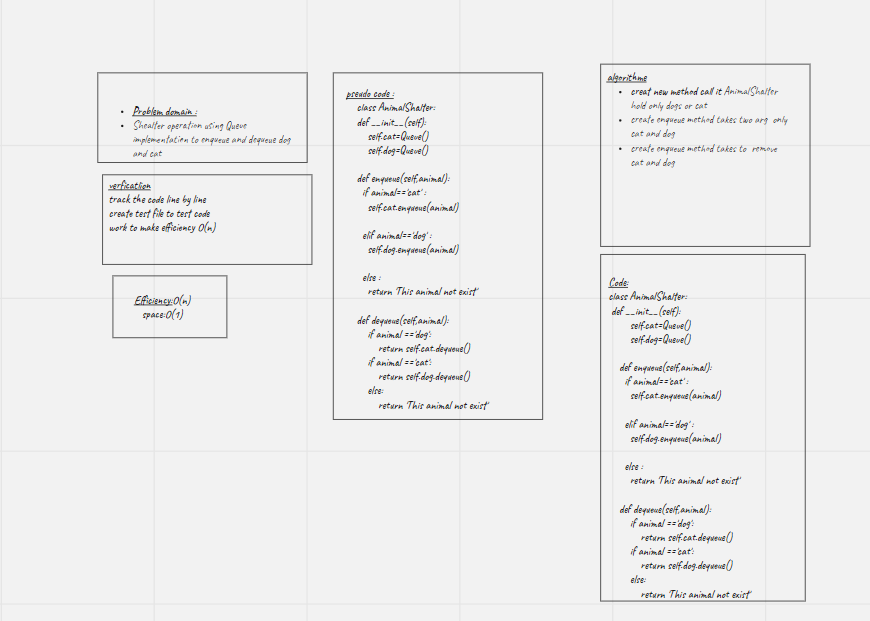 Problem domain :
Shealter operation using Queue
implementation to enqueue and dequeue dog
and cat
verfication
track the code line by line
create test file to test code
work to make efficiency O(n)
Efficiency:O(n)
space:O(1)
pseudo code :
class AnimalShalter:
def __init__(self):
self.cat=Queue()
self.dog=Queue()
def enqueue(self,animal):
if animal=='cat' :
self.cat.enqueue(animal)
elif animal=='dog' :
self.dog.enqueue(animal)
else :
return 'This animal not exist'
def dequeue(self,animal):
if animal =='dog':
return self.cat.dequeue()
if animal =='cat':
return self.dog.dequeue()
else:
return 'This animal not exist'
algorithme
creat new method call it AnimalShalter
hold only dogs or cat
create enqueue method takes two arg only
cat and dog
create enqueue method takes to remove
cat and dog
Code:
class AnimalShalter:
def __init__(self):
self.cat=Queue()
self.dog=Queue()
def enqueue(self,animal):
if animal=='cat' :
self.cat.enqueue(animal)
elif animal=='dog' :
self.dog.enqueue(animal)
else :
return 'This animal not exist'
def dequeue(self,animal):
if animal =='dog':
return self.cat.dequeue()
if animal =='cat':
return self.dog.dequeue()
else:
return 'This animal not exist'